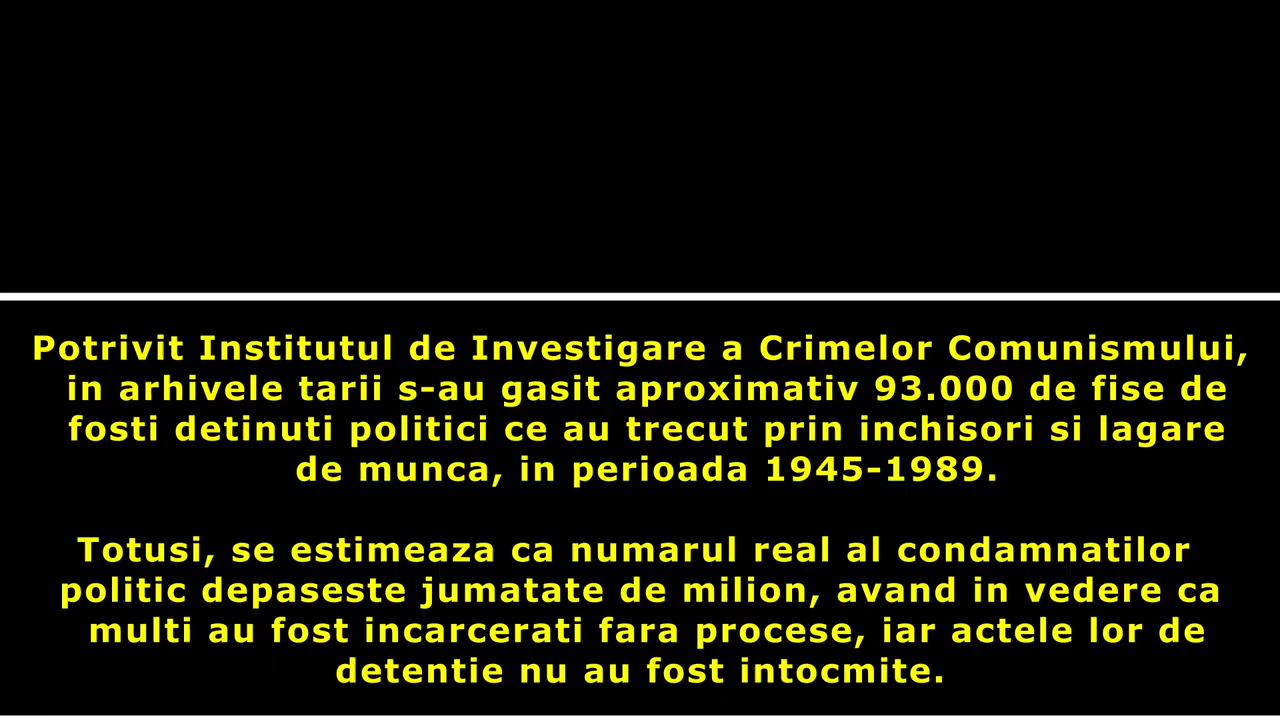 Potrivit Institutul de Investigare a Crimelor Comunismului,
in arhivele tarii s-au gasit aproximativ 93.000 de fise de
fosti detinuti politici ce au trecut prin inchisori si lagare
de munca, in perioada 1945-1989.
Totusi, se estimeaza ca numarul real al condamnatilor
politic depaseste jumatate de milion, avand in vedere ca
multi au fost incarcerati fara procese, iar actele lor de
detentie nu au fost intocmite.